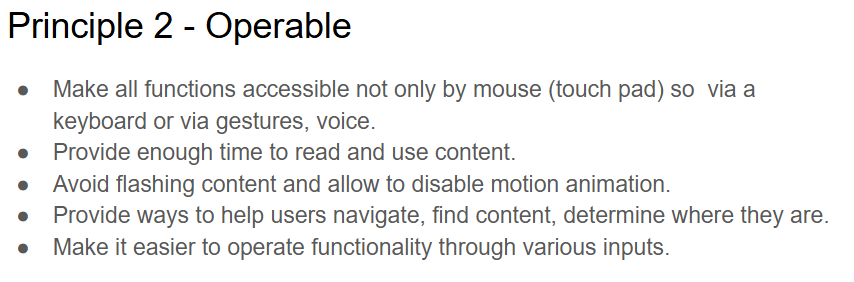 Principle 2 - Operable
● Make all functions accessible not only by mouse (touch pad) so  via a
keyboard or via gestures, voice.
● Provide enough time to read and use content.
● Avoid flashing content and allow to disable motion animation.
● Provide ways to help users navigate, find content, determine where they are.
● Make it easier to operate functionality through various inputs.